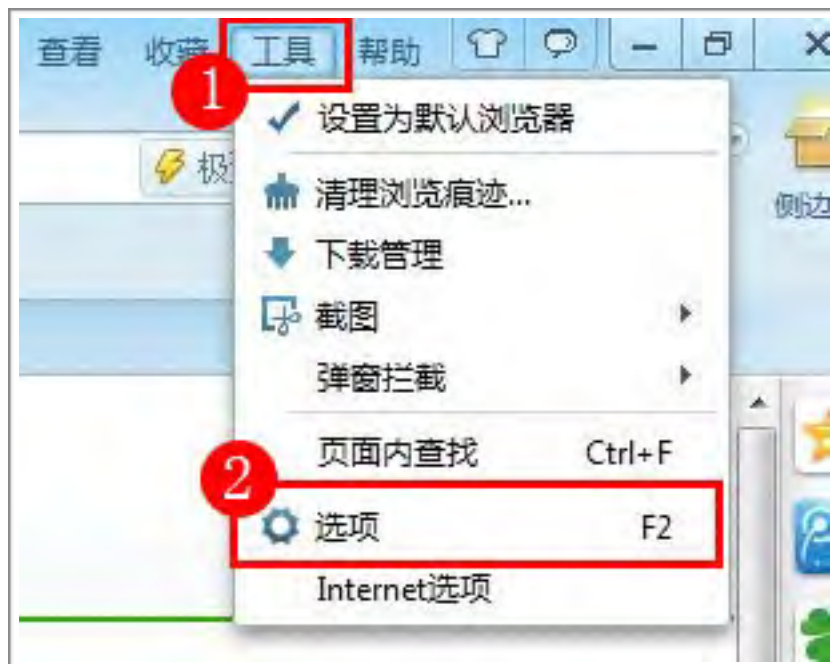 查看 收藏 工具 帮助
1
设置为默认浏览器
极
清理浏览痕迹...
侧边
下载管理
截图
弹窗拦截
页面内查找 Ctrl+F
2
选项 F2
Internet选项